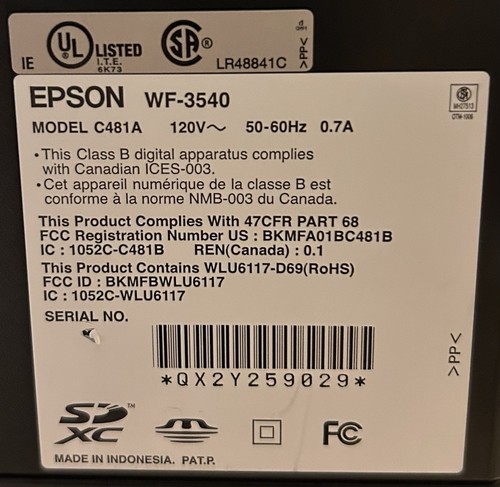 IE UL LISTED
I.T.E.
6K73
SA ®
LR48841C
>PP<
EPSON WF-3540
MODEL C481A 120V～ 50-60Hz 0.7A
•This Class B digital apparatus complies
with Canadian ICES-003.
•Cet appareil numérique de la classe B est
conforme à la norme NMB-003 du Canada.
This Product Complies With 47CFR PART 68
FCC Registration Number US : BKMFA01BC481B
IC : 1052C-C481B REN(Canada) : 0.1
This Product Contains WLU6117-D69(RoHS)
FCC ID : BKMFBWLU6117
IC : 1052C-WLU6117
SERIAL NO.
*QX2Y259029*
>PP<
SD™
XC
FC
MADE IN INDONESIA. PAT.P.